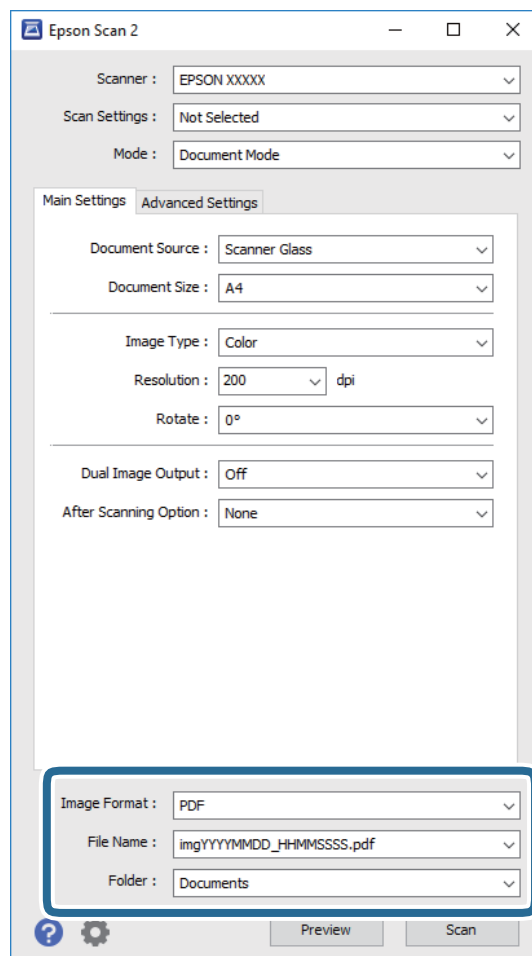 Epson Scan 2
Scanner : EPSON XXXXX
Scan Settings : Not Selected
Mode : Document Mode
Main Settings Advanced Settings
Document Source : Scanner Glass
Document Size : A4
Image Type : Color
Resolution : 200 dpi
Rotate : 0°
Dual Image Output : Off
After Scanning Option : None
Image Format : PDF
File Name : imgYYYYMMDD_HHMMSSSS.pdf
Folder : Documents
? Preview Scan